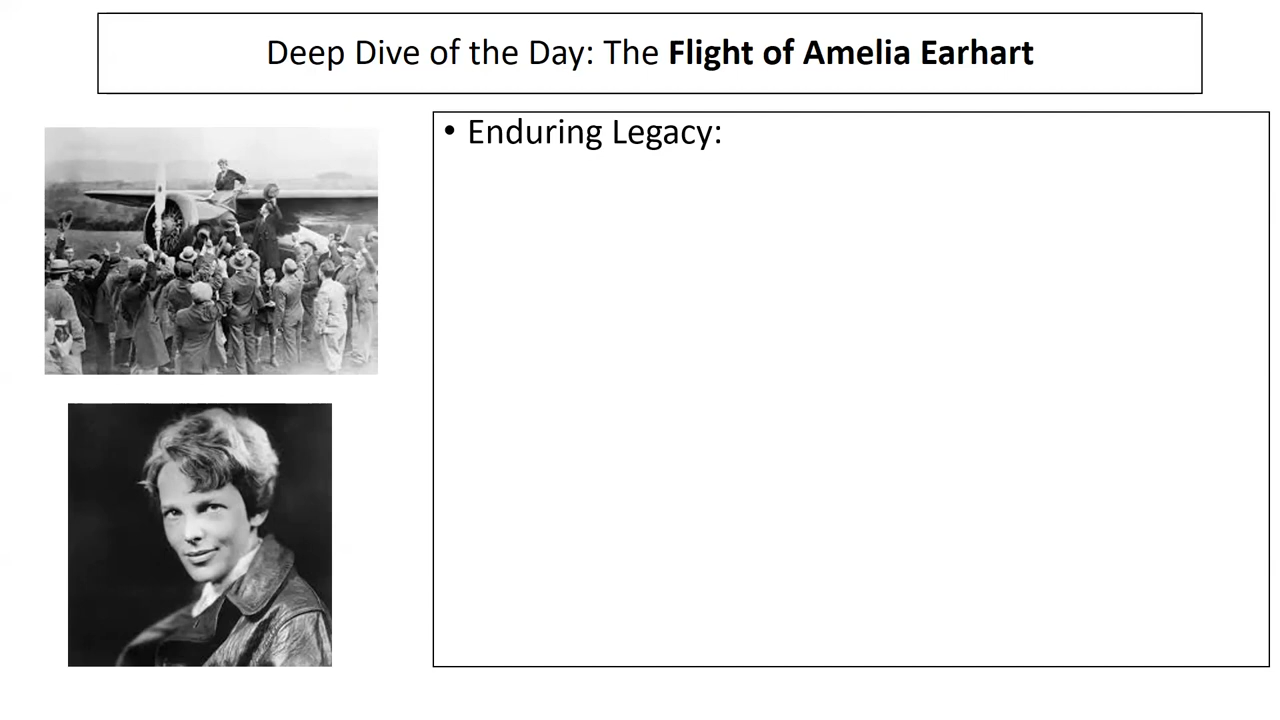 Deep Dive of the Day: The Flight of Amelia Earhart
• Enduring Legacy: